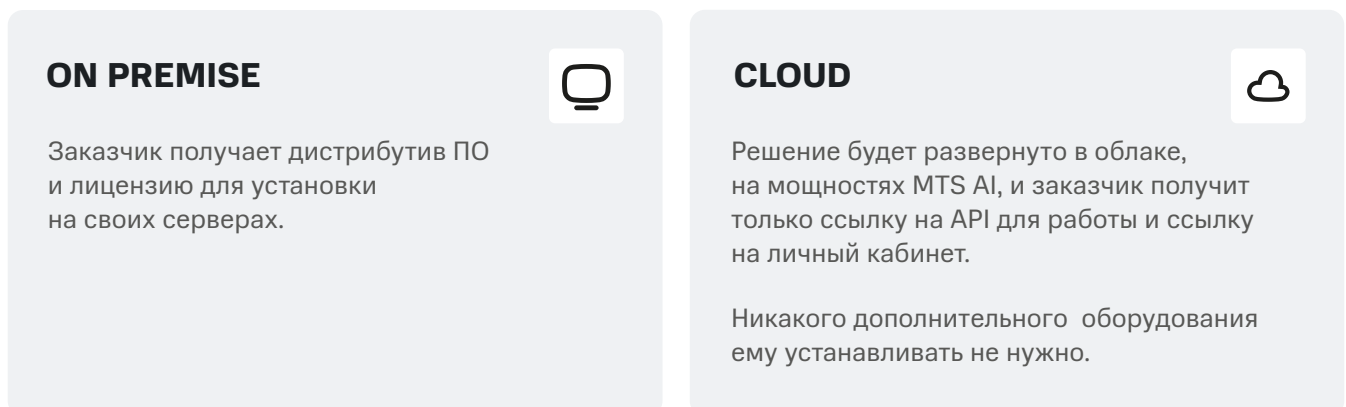 ON PREMISE
Заказчик получает дистрибутив ПО
и лицензию для установки
на своих серверах.
CLOUD
Решение будет развернуто в облаке,
на мощностях MTS AI, и заказчик получит
только ссылку на API для работы и ссылку
на личный кабинет.
Никакого дополнительного  оборудования
ему устанавливать не нужно.